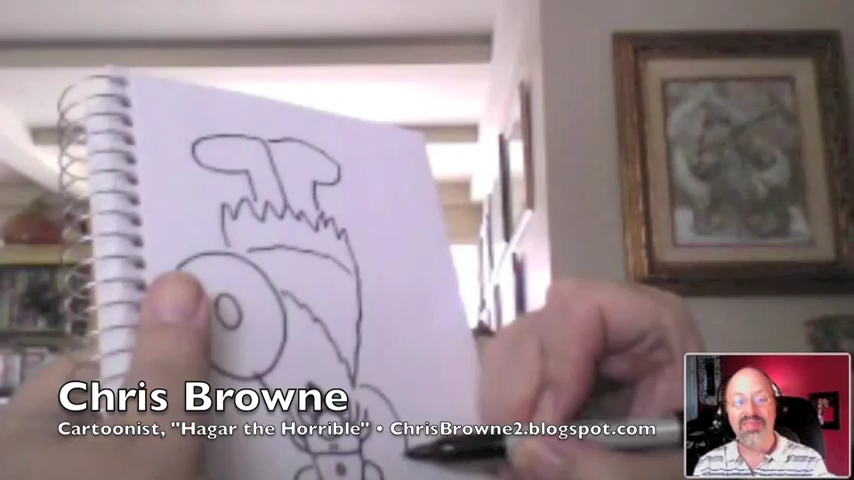 Chris Browne
Cartoonist, "Hagar the Horrible" • ChrisBrowne2.blogspot.com